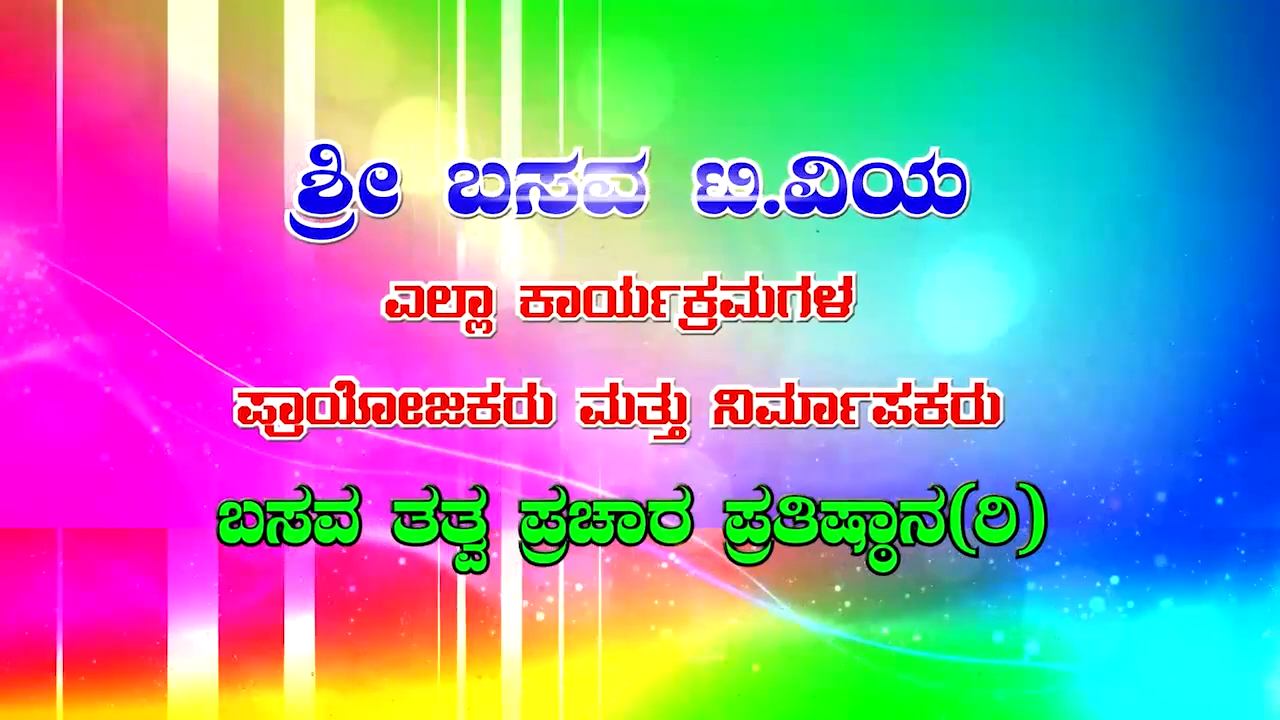 ಶ್ರೀ ಬಸವ ಟಿ.ವಿಯ
ಎಲ್ಲಾ ಕಾರ್ಯಕ್ರಮಗಳ
ಪ್ರಾಯೋಜಕರು ಮತ್ತು ನಿರ್ಮಾಪಕರು
ಬಸವ ತತ್ವ ಪ್ರಚಾರ ಪ್ರತಿಷ್ಠಾನ(ರಿ)